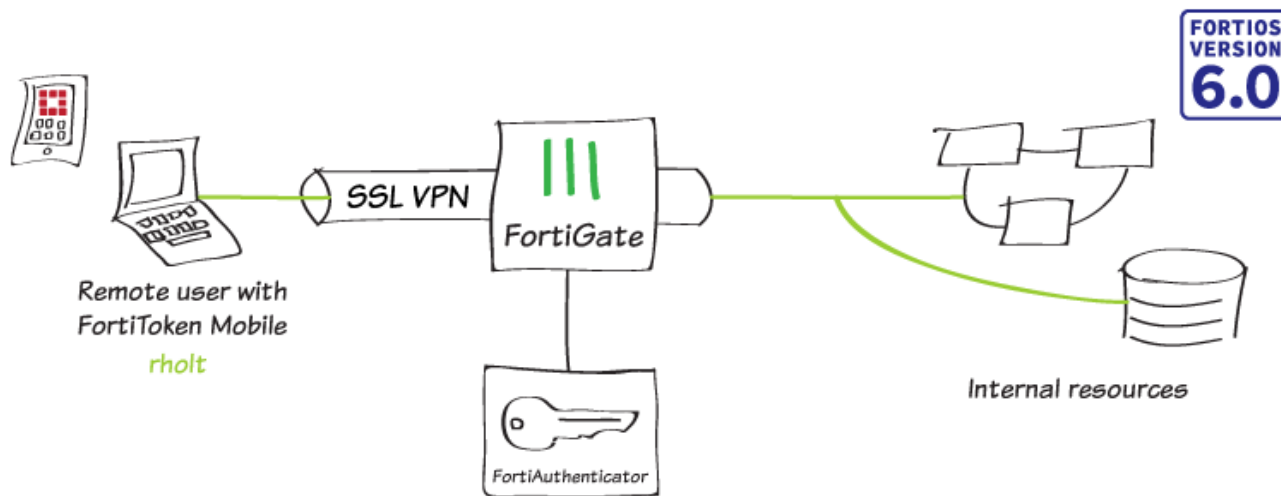 FORTIOS
VERSION
6.0
SSL VPN
FortiGate
Remote user with
FortiToken Mobile
rholt
Internal resources
FortiAuthenticator